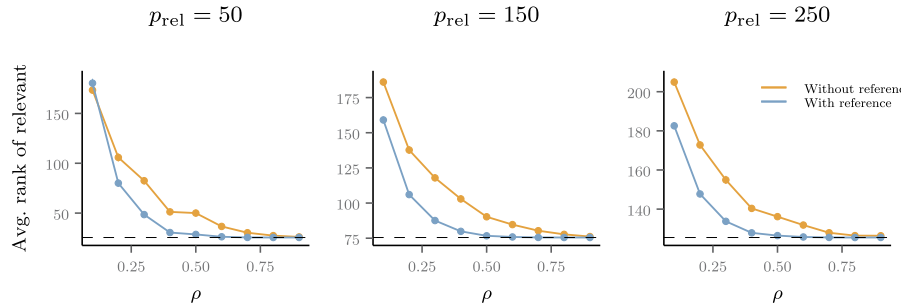 p_rel = 50
p_rel = 150
p_rel = 250
Avg. rank of relevant
150
100
50
0.25
0.50
0.75
ρ
175
150
125
100
75
0.25
0.50
0.75
ρ
200
180
160
140
0.25
0.50
0.75
ρ
Without referenc
With reference